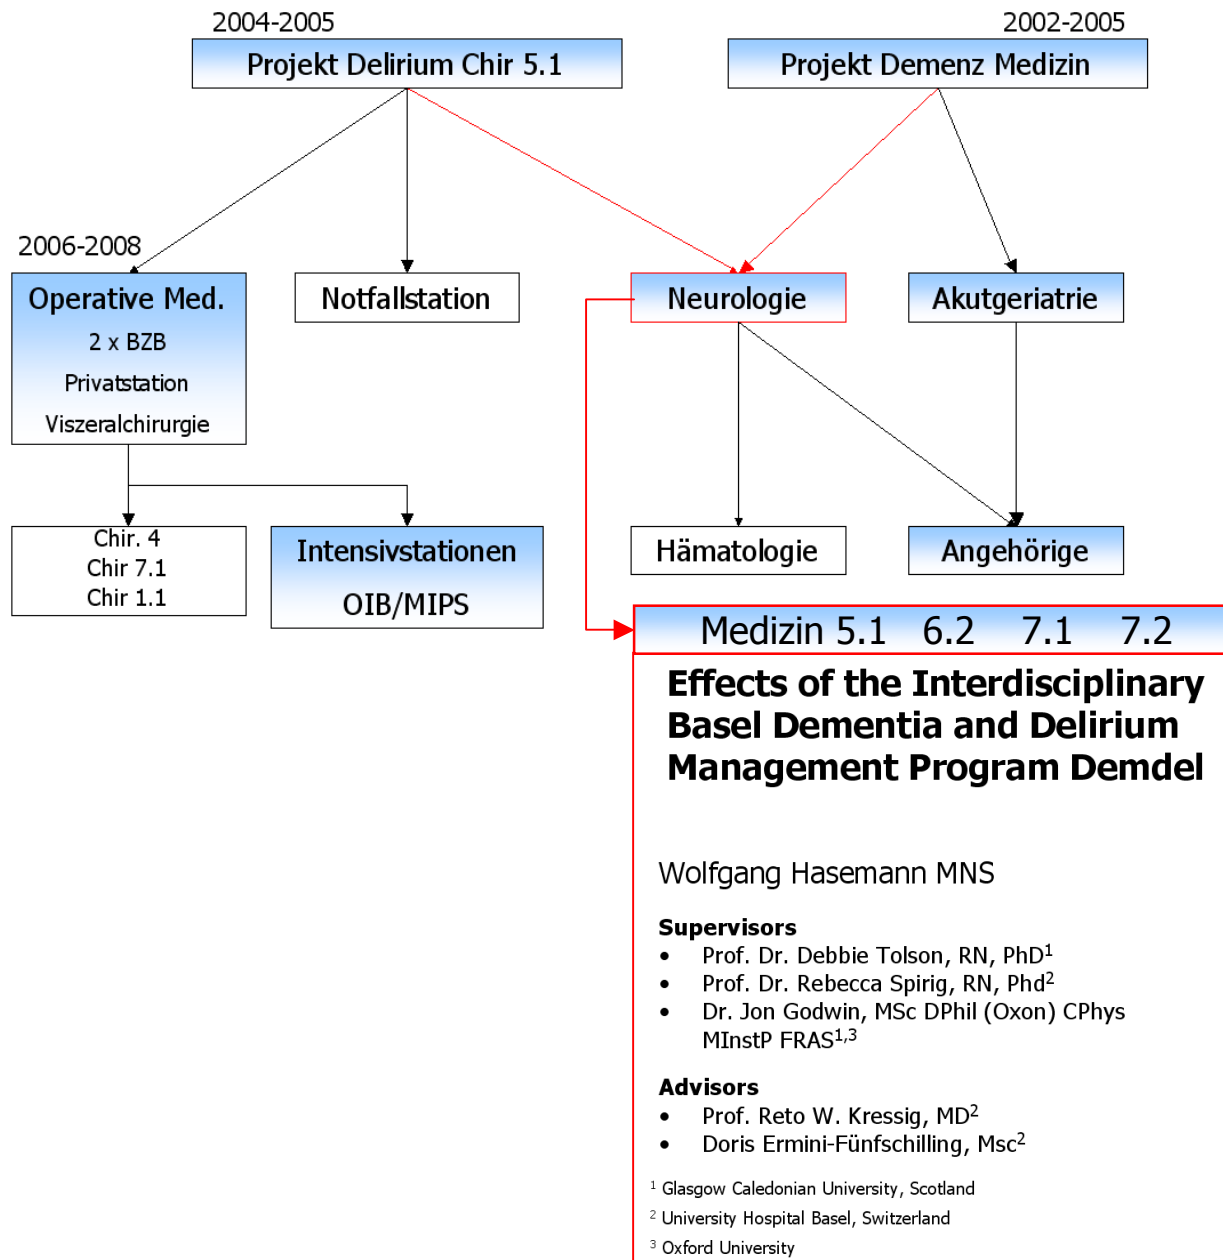 2004-2005
2002-2005
Projekt Delirium Chir 5.1
Projekt Demenz Medizin
2006-2008
Operative Med.
2 x BZB
Privatstation
Viszeralchirurgie
Notfallstation
Neurologie
Akutgeriatrie
Chir. 4
Chir 7.1
Chir 1.1
Intensivstationen
OIB/MIPS
Hämatologie
Angehörige
Medizin 5.1 6.2 7.1 7.2
Effects of the Interdisciplinary
Basel Dementia and Delirium
Management Program Demdel
Wolfgang Hasemann MNS
Supervisors
• Prof. Dr. Debbie Tolson, RN, PhD¹
• Prof. Dr. Rebecca Spirig, RN, Phd²
• Dr. Jon Godwin, MSc DPhil (Oxon) CPhys
MInstP FRAS¹,³
Advisors
• Prof. Reto W. Kressig, MD²
• Doris Ermini-Fünfschilling, Msc²
¹ Glasgow Caledonian University, Scotland
² University Hospital Basel, Switzerland
³ Oxford University